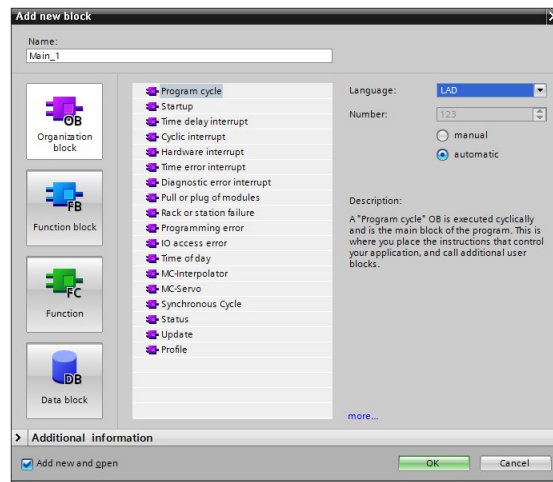 Add new block
Name:
Main_1
OB
Organization
block
FB
Function block
FC
Function
DB
Data block
Program cycle
Startup
Time delay interrupt
Cyclic interrupt
Hardware interrupt
Time error interrupt
Diagnostic error interrupt
Pull or plug of modules
Rack or station failure
Programming error
IO access error
Time of day
MC-Interpolator
MC-Servo
Synchronous Cycle
Status
Update
Profile
Language:
LAD
Number:
123
manual
automatic
Description:
A "Program cycle" OB is executed cyclically
and is the main block of the program. This is
where you place the instructions that control
your application, and call additional user
blocks.
more...
Additional information
Add new and open
OK
Cancel